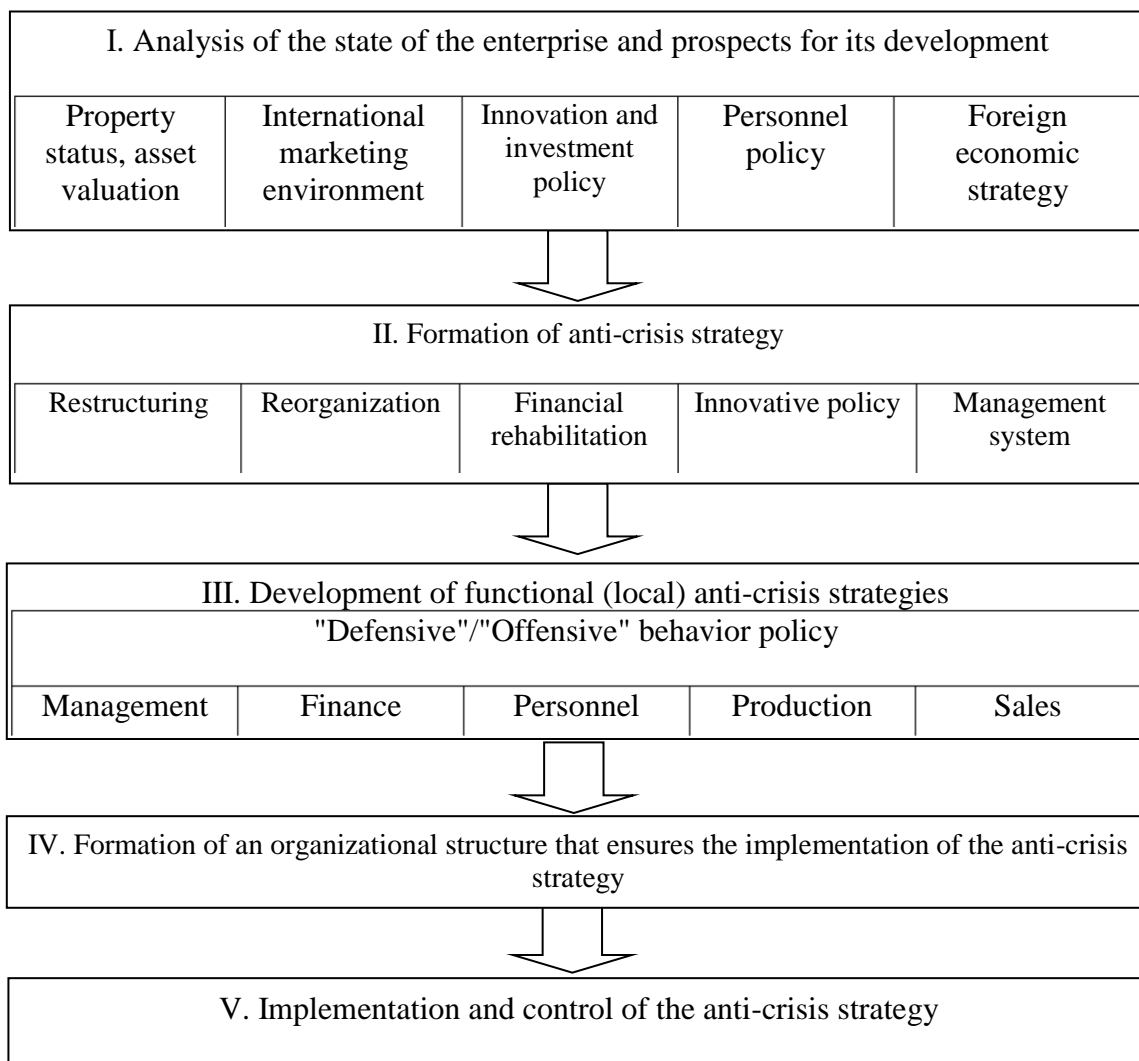 I. Analysis of the state of the enterprise and prospects for its development
Property
status, asset
valuation
International
marketing
environment
Innovation and
investment
policy
Personnel
policy
Foreign
economic
strategy
II. Formation of anti-crisis strategy
Restructuring
Reorganization
Financial
rehabilitation
Innovative policy
Management
system
III. Development of functional (local) anti-crisis strategies
"Defensive"/"Offensive" behavior policy
Management
Finance
Personnel
Production
Sales
IV. Formation of an organizational structure that ensures the implementation of the anti-crisis
strategy
V. Implementation and control of the anti-crisis strategy